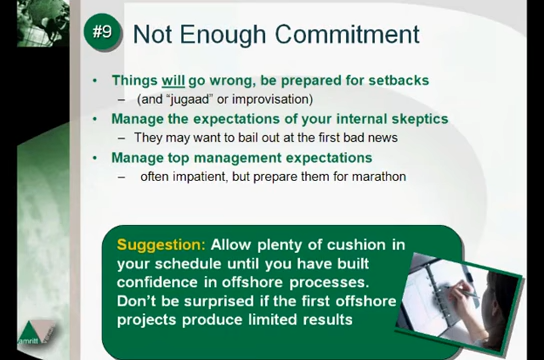 #9 Not Enough Commitment
• Things will go wrong, be prepared for setbacks
– (and “jugaad” or improvisation)
• Manage the expectations of your internal skeptics
– They may want to bail out at the first bad news
• Manage top management expectations
– often impatient, but prepare them for marathon
Suggestion: Allow plenty of cushion in
your schedule until you have built
confidence in offshore processes.
Don’t be surprised if the first offshore
projects produce limited results
amritt